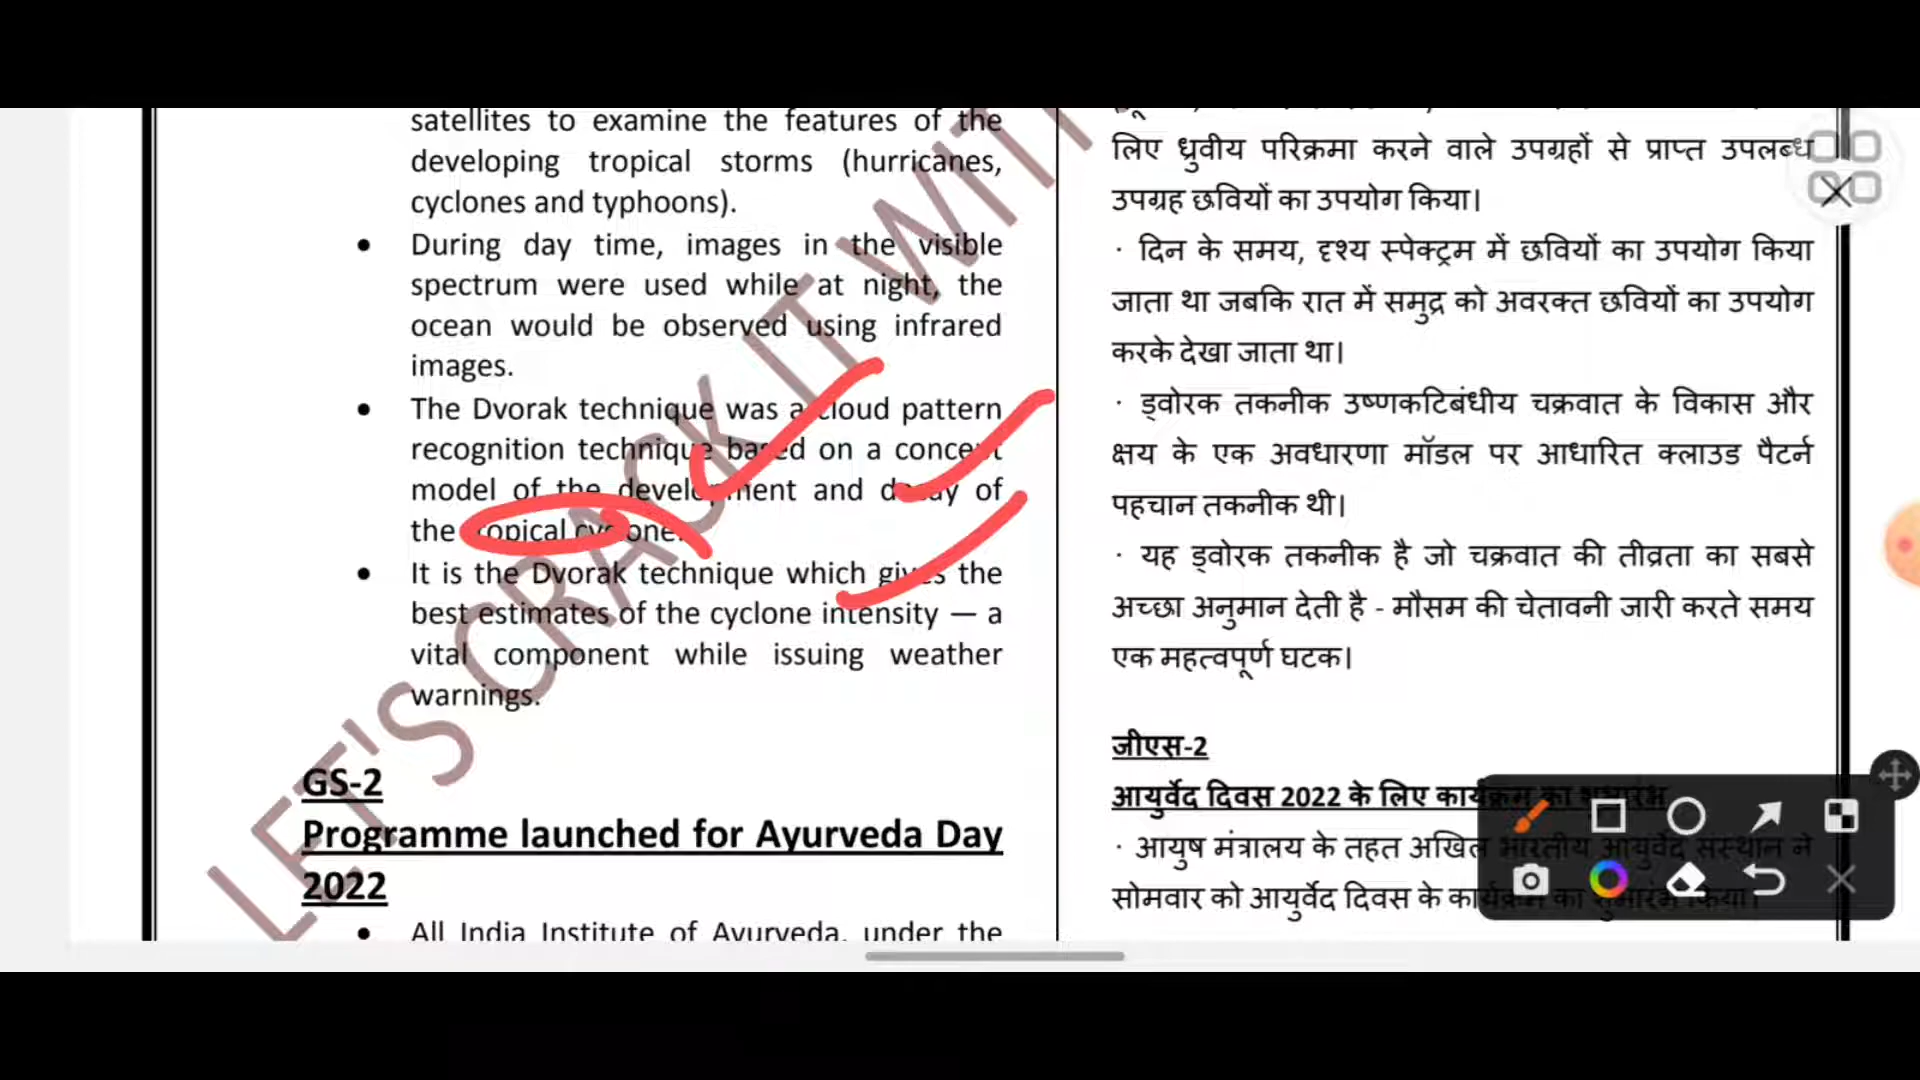 satellites to examine the features of the
developing tropical storms (hurricanes,
cyclones and typhoons).
• During day time, images in the visible
spectrum were used while at night, the
ocean would be observed using infrared
images.
• The Dvorak technique was a cloud pattern
recognition technique based on a concept
model of the development and decay of
the tropical cyclone.
• It is the Dvorak technique which gives the
best estimates of the cyclone intensity — a
vital component while issuing weather
warnings.
GS-2
Programme launched for Ayurveda Day
2022
• All India Institute of Ayurveda, under the
लिए ध्रुवीय परिक्रमा करने वाले उपग्रहों से प्राप्त उपलब्ध
उपग्रह छवियों का उपयोग किया।
· दिन के समय, दृश्य स्पेक्ट्रम में छवियों का उपयोग किया
जाता था जबकि रात में समुद्र को अवरक्त छवियों का उपयोग
करके देखा जाता था।
· ड्वोरक तकनीक उष्णकटिबंधीय चक्रवात के विकास और
क्षय के एक अवधारणा मॉडल पर आधारित क्लाउड पैटर्न
पहचान तकनीक थी।
· यह ड्वोरक तकनीक है जो चक्रवात की तीव्रता का सबसे
अच्छा अनुमान देती है - मौसम की चेतावनी जारी करते समय
एक महत्वपूर्ण घटक।
जीएस-2
आयुर्वेद दिवस 2022 के लिए कार्यक्रम का शुभारंभ
· आयुष मंत्रालय के तहत अखिल भारतीय आयुर्वेद संस्थान ने
सोमवार को आयुर्वेद दिवस के कार्यक्रम का शुभारंभ किया।
LET'S CRACK IT WITH